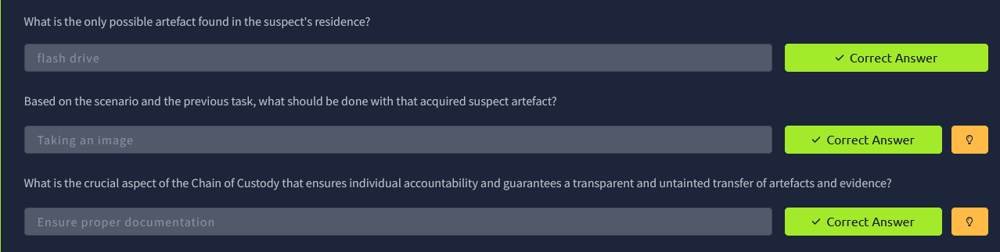 What is the only possible artefact found in the suspect's residence?
flash drive
Correct Answer
Based on the scenario and the previous task, what should be done with that acquired suspect artefact?
Taking an image
Correct Answer
What is the crucial aspect of the Chain of Custody that ensures individual accountability and guarantees a transparent and untainted transfer of artefacts and evidence?
Ensure proper documentation
Correct Answer